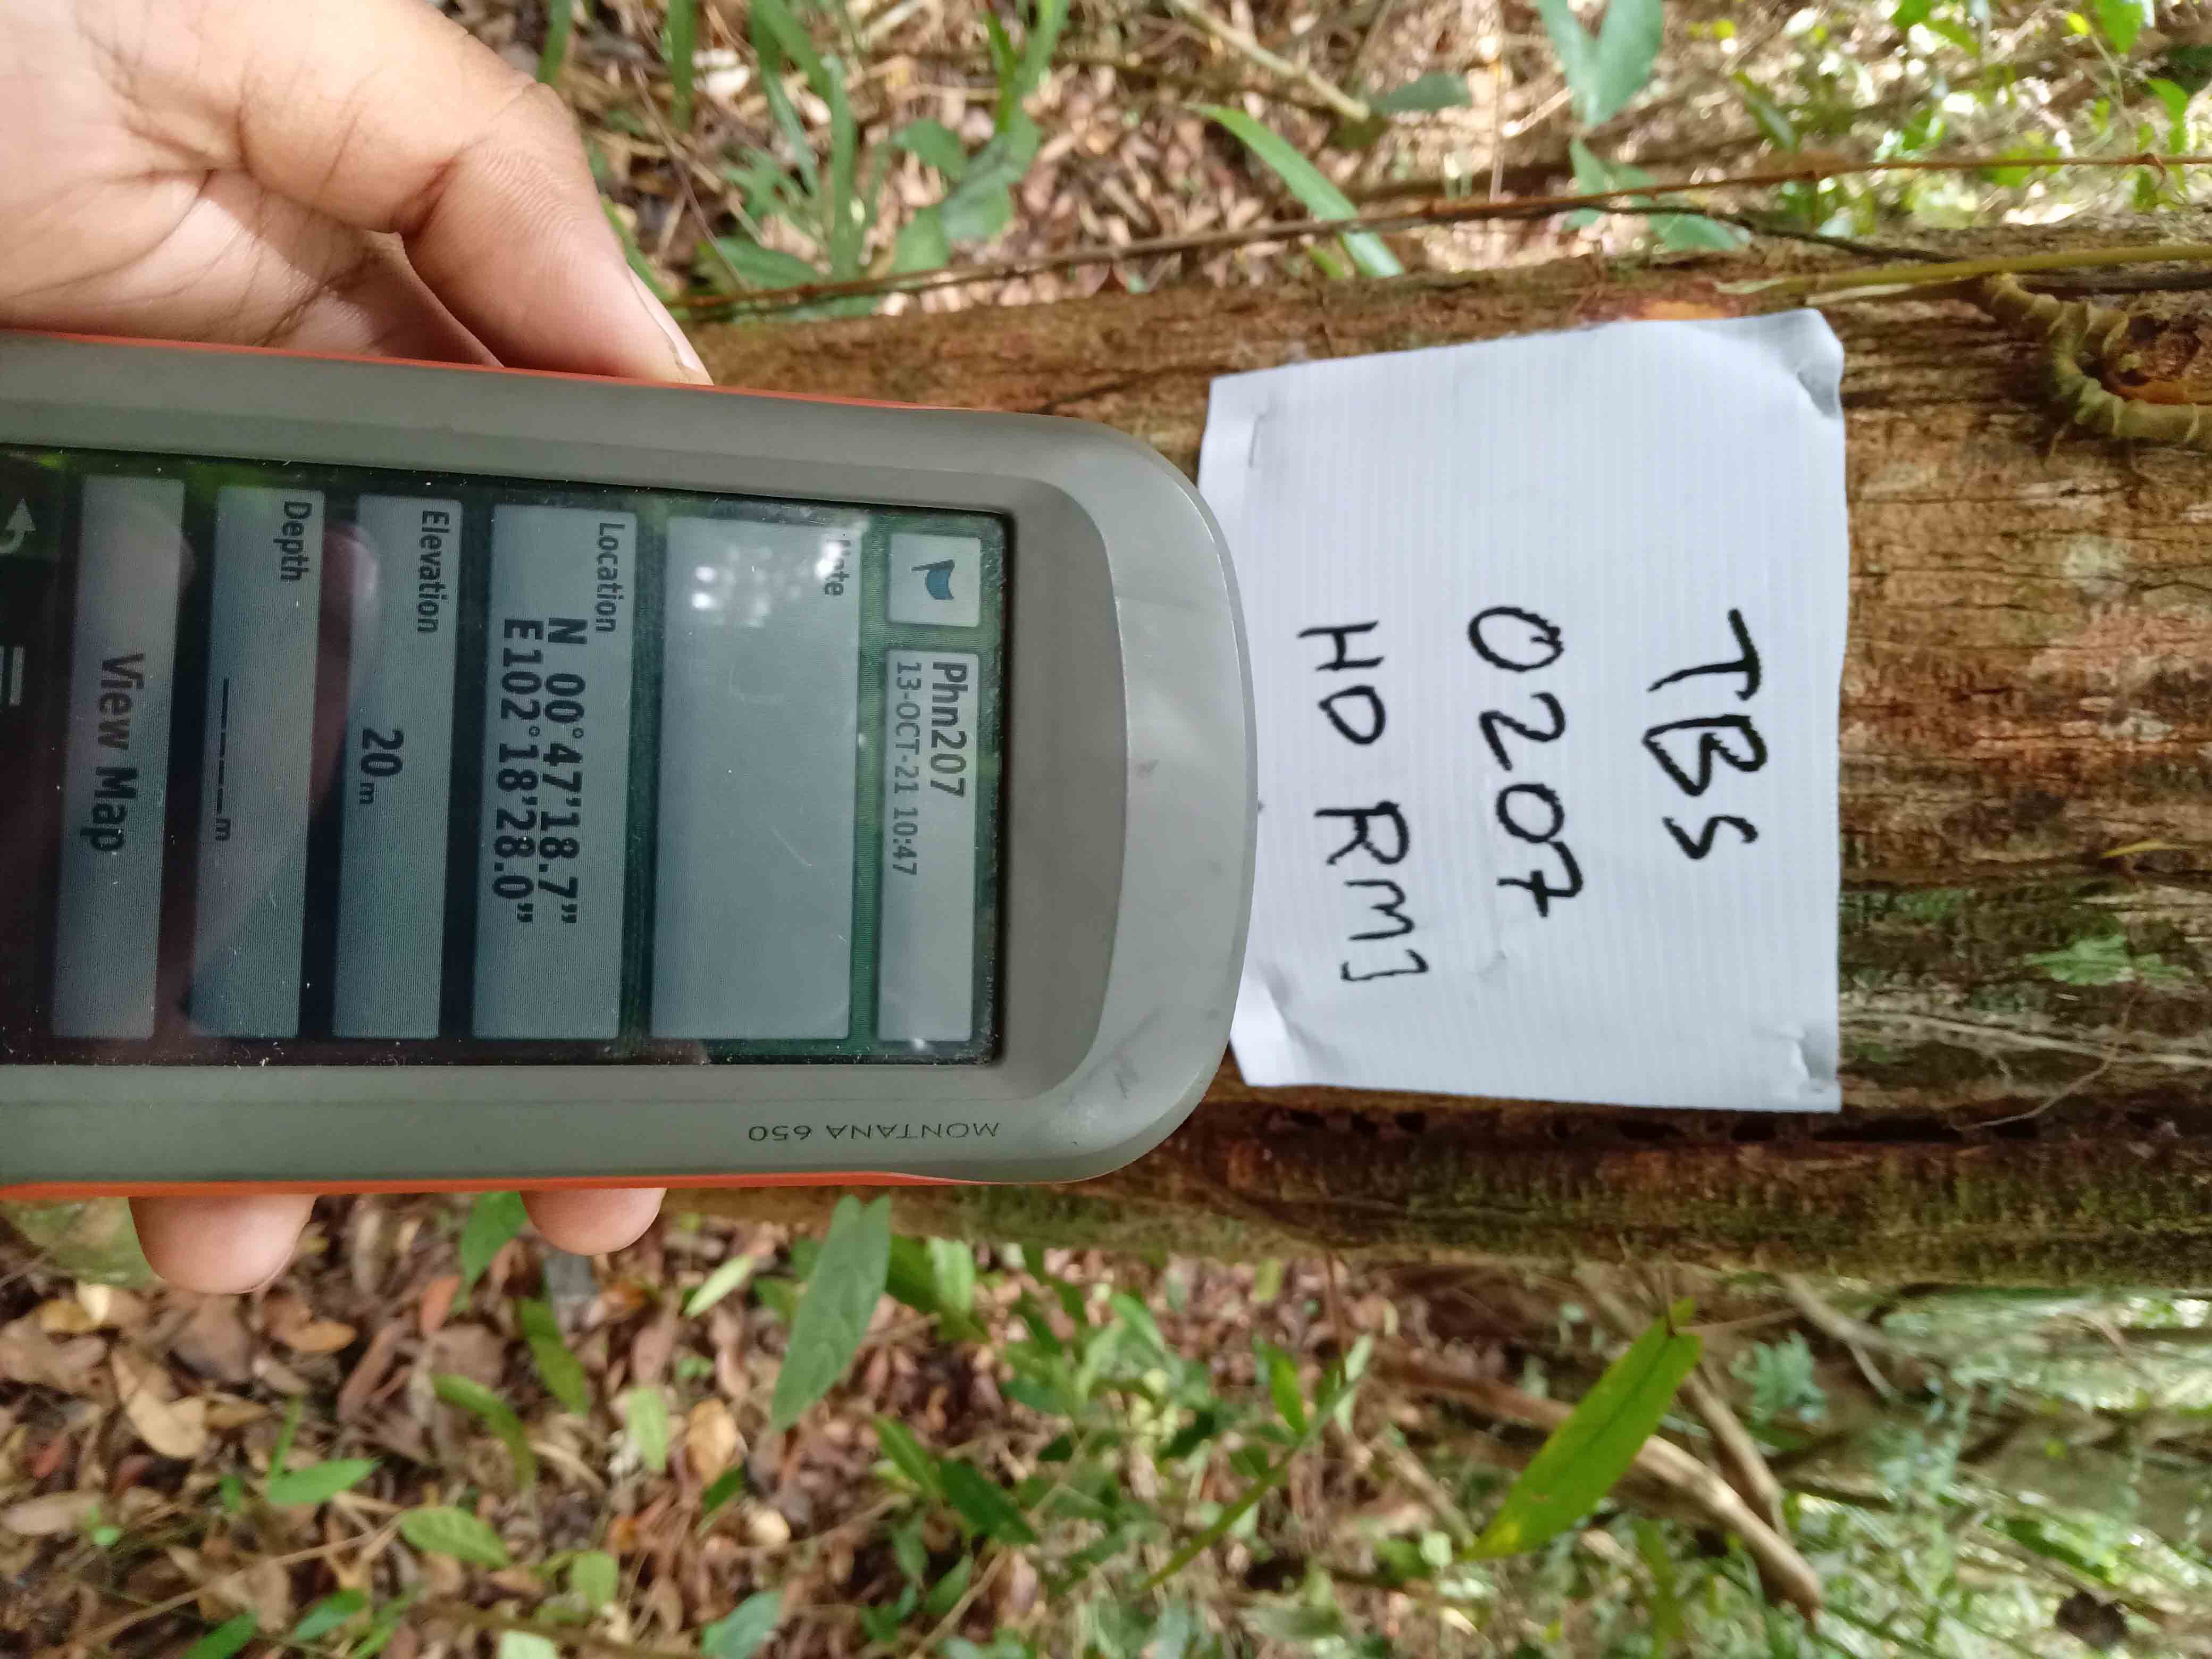 TBS
0207
HD RMJ
MONTANA 650
Phn207
13-OCT-21 10:47
Note
Location
N 00°47'18.7"
E102°18'28.0"
Elevation
20m
Depth
____m
View Map